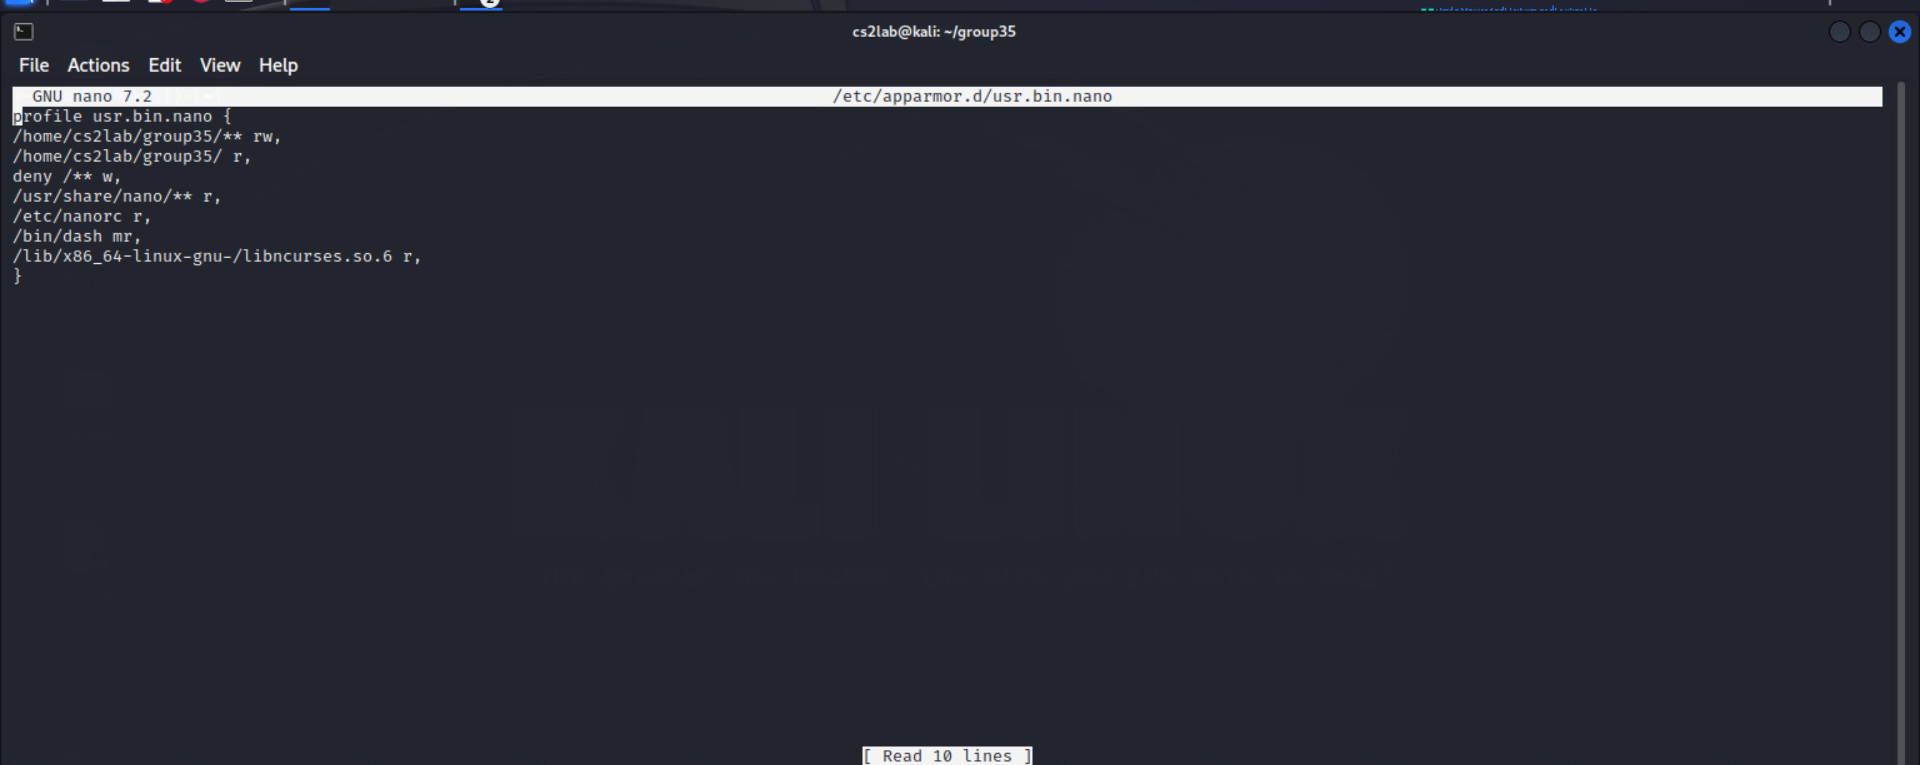 cs2lab@kali: ~/group35
File Actions Edit View Help
GNU nano 7.2 /etc/apparmor.d/usr.bin.nano
profile usr.bin.nano {
/home/cs2lab/group35/** rw,
/home/cs2lab/group35/ r,
deny /** w,
/usr/share/nano/** r,
/etc/nanorc r,
/bin/dash mr,
/lib/x86_64-linux-gnu-/libncurses.so.6 r,
}
[ Read 10 lines ]